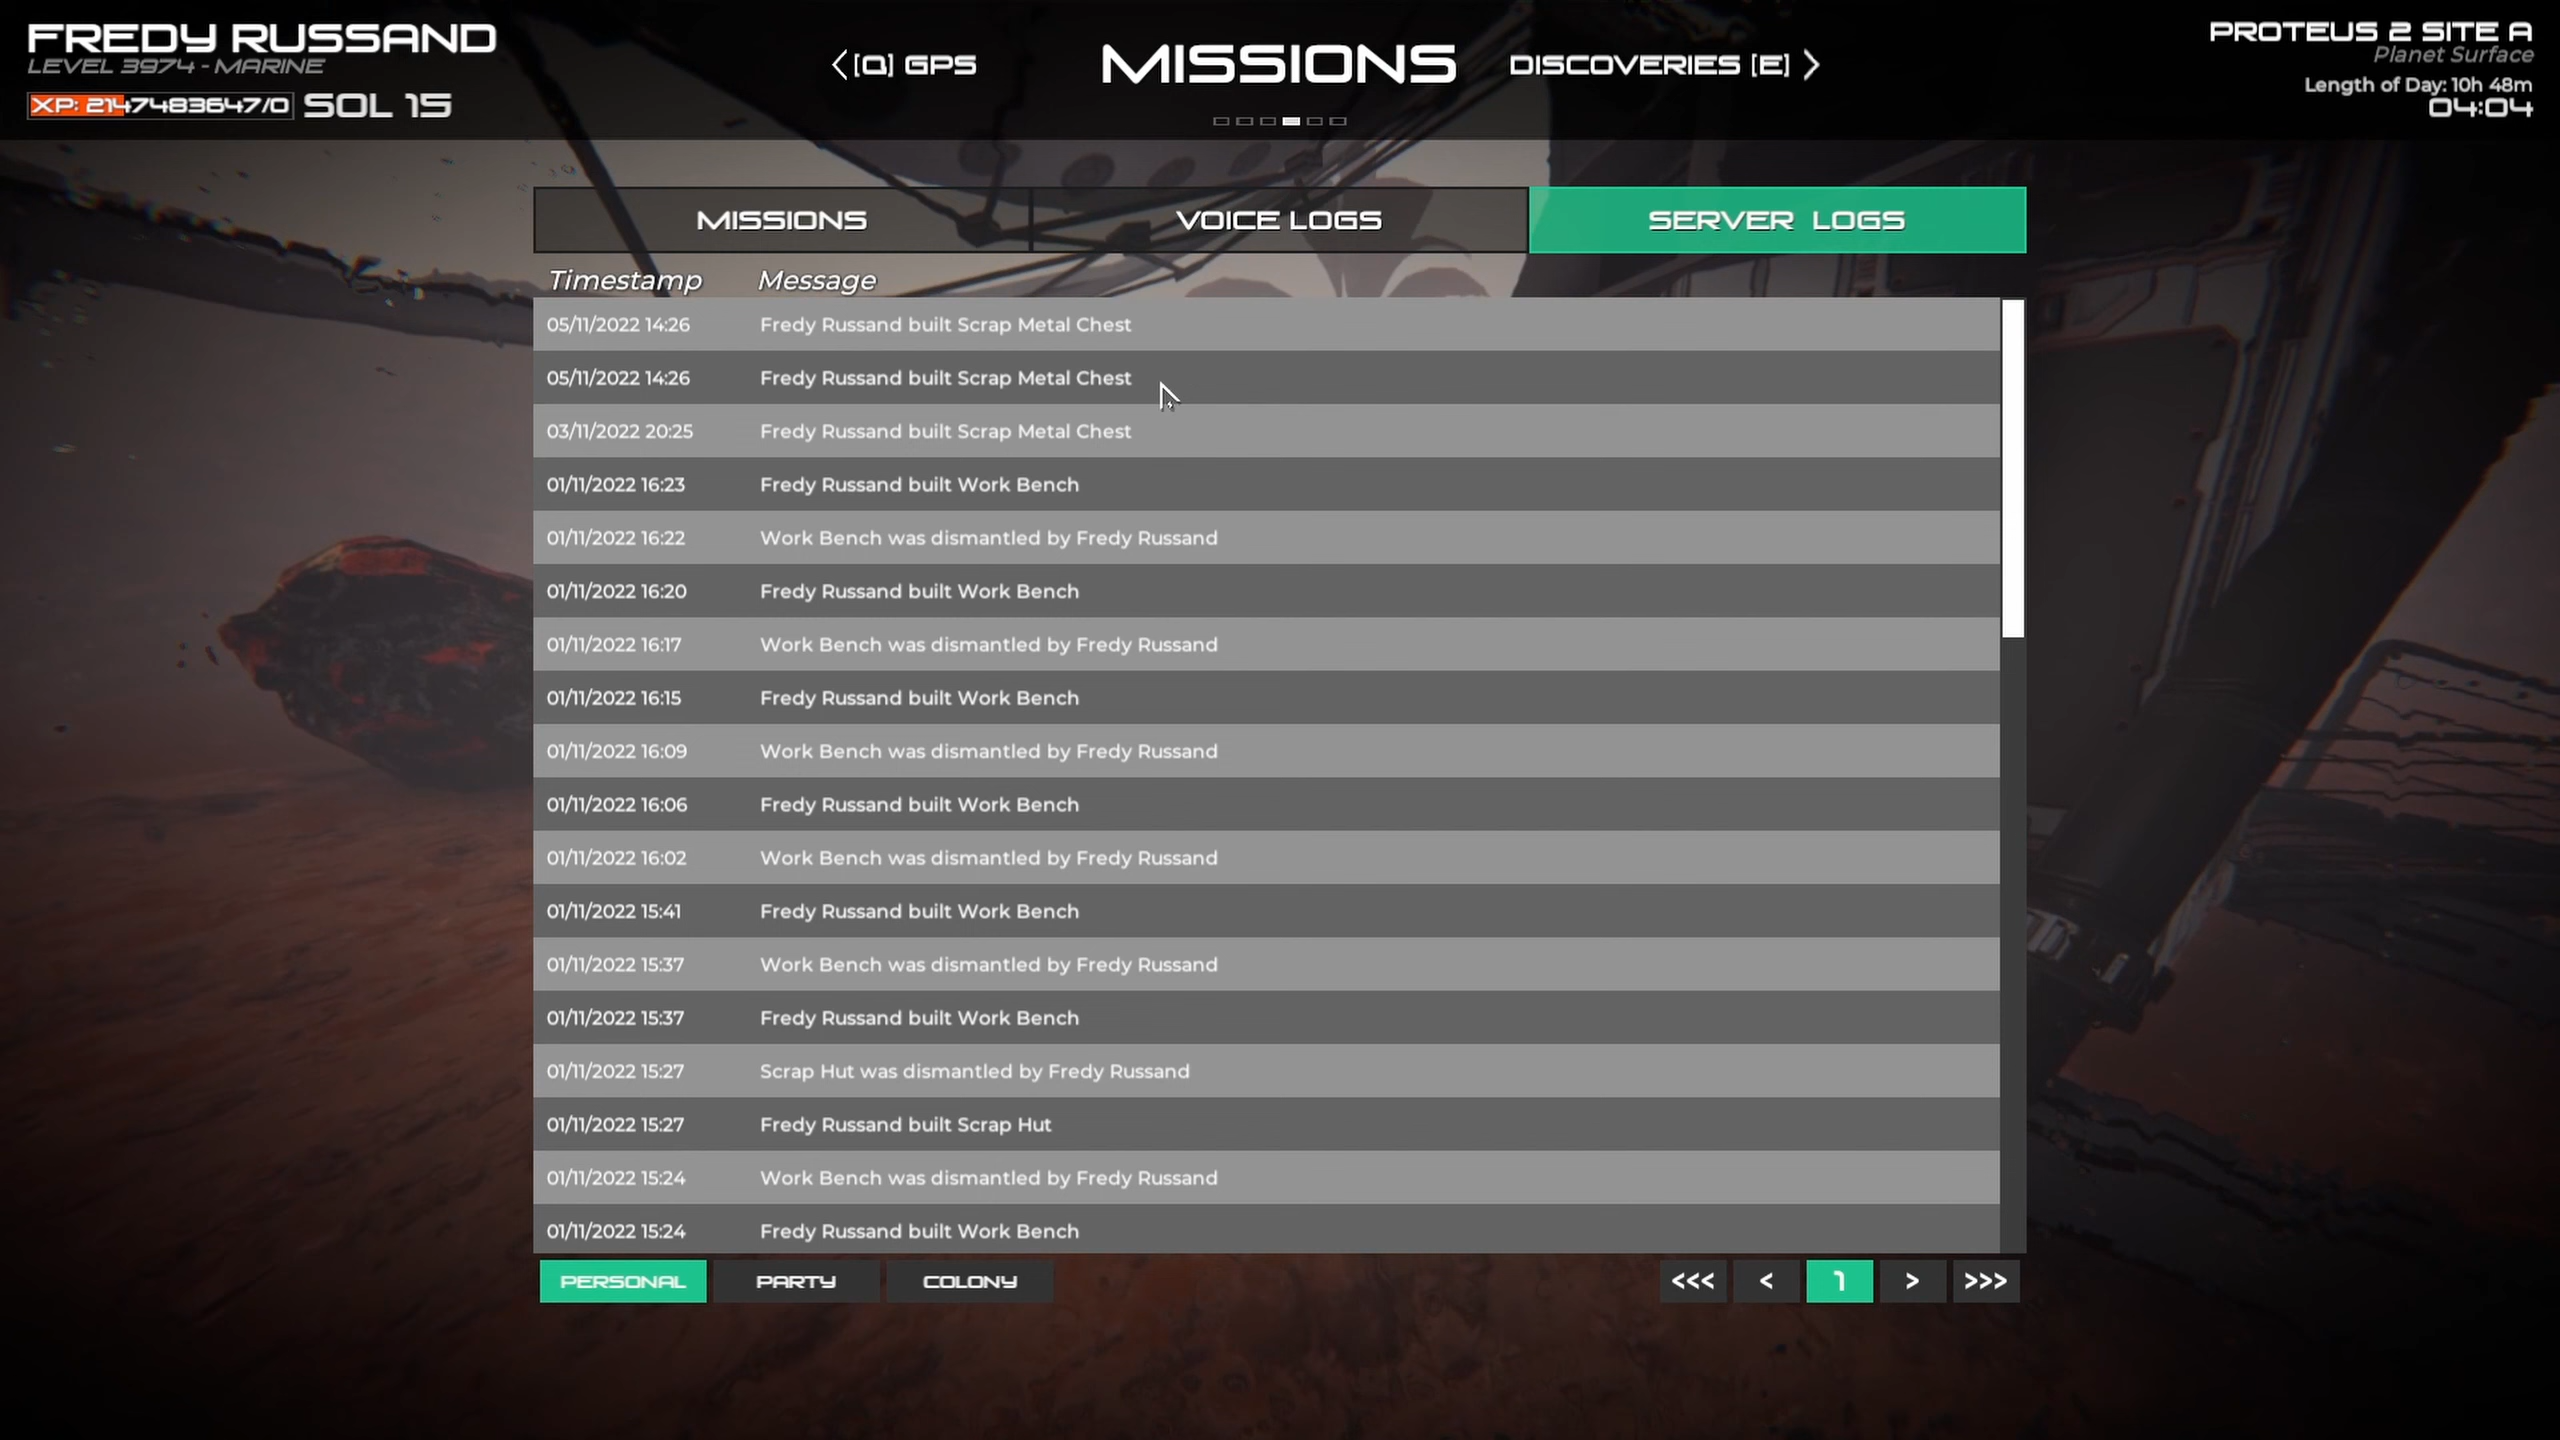 FREDY RUSSAND
LEVEL 3974 - MARINE
XP: 2147483647/0 SOL 15
<[Q] GPS
MISSIONS
DISCOVERIES [E] >
PROTEUS 2 SITE A
Planet Surface
Length of Day: 10h 48m
04:04
MISSIONS VOICE LOGS SERVER LOGS
Timestamp Message
05/11/2022 14:26 Fredy Russand built Scrap Metal Chest
05/11/2022 14:26 Fredy Russand built Scrap Metal Chest
03/11/2022 20:25 Fredy Russand built Scrap Metal Chest
01/11/2022 16:23 Fredy Russand built Work Bench
01/11/2022 16:22 Work Bench was dismantled by Fredy Russand
01/11/2022 16:20 Fredy Russand built Work Bench
01/11/2022 16:17 Work Bench was dismantled by Fredy Russand
01/11/2022 16:15 Fredy Russand built Work Bench
01/11/2022 16:09 Work Bench was dismantled by Fredy Russand
01/11/2022 16:06 Fredy Russand built Work Bench
01/11/2022 16:02 Work Bench was dismantled by Fredy Russand
01/11/2022 15:41 Fredy Russand built Work Bench
01/11/2022 15:37 Work Bench was dismantled by Fredy Russand
01/11/2022 15:37 Fredy Russand built Work Bench
01/11/2022 15:27 Scrap Hut was dismantled by Fredy Russand
01/11/2022 15:27 Fredy Russand built Scrap Hut
01/11/2022 15:24 Work Bench was dismantled by Fredy Russand
01/11/2022 15:24 Fredy Russand built Work Bench
PERSONAL PARTY COLONY <<< < 1 > >>>